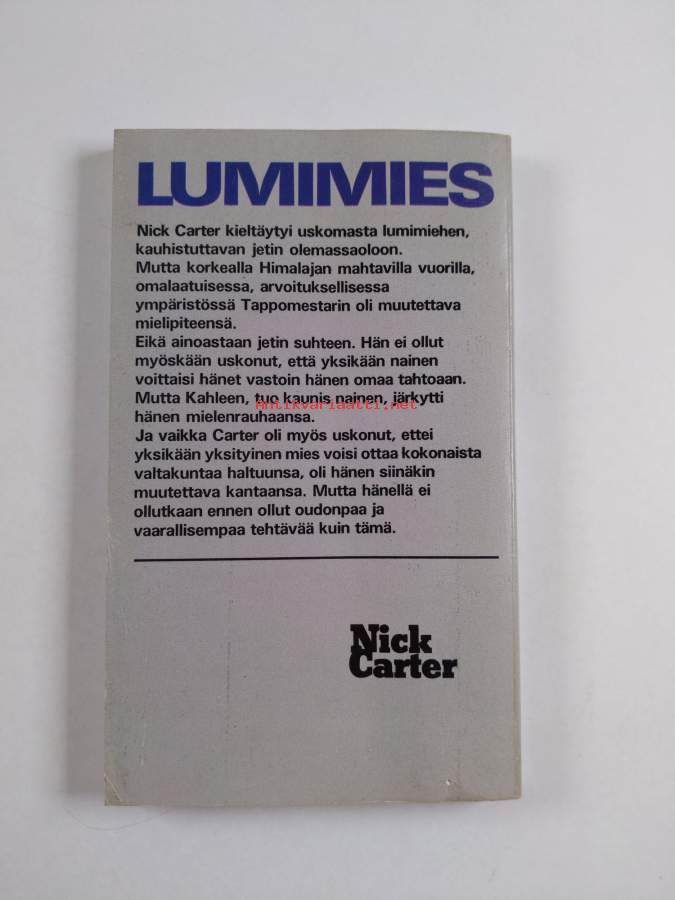 LUMIMIES
Nick Carter kieltäytyi uskomasta lumimiehen,
kauhistuttavan jetin olemassaoloon.
Mutta korkealla Himalajan mahtavilla vuorilla,
omalaatuisessa, arvoituksellisessa
ympäristössä Tappomestarin oli muutettava
mielipiteensä.
Eikä ainoastaan jetin suhteen. Hän ei ollut
myöskään uskonut, että yksikään nainen
voittaisi hänet vastoin hänen omaa tahtoaan.
Mutta Kahleen, tuo kaunis nainen, järkytti
Antikvariaatti.net
hänen mielenrauhaansa.
Ja vaikka Carter oli myös uskonut, ettei
yksikään yksityinen mies voisi ottaa kokonaista
valtakuntaa haltuunsa, oli hänen siinäkin
muutettava kantaansa. Mutta hänellä ei
ollutkaan ennen ollut oudonpaa ja
vaarallisempaa tehtävää kuin tämä.
Nick
Carter